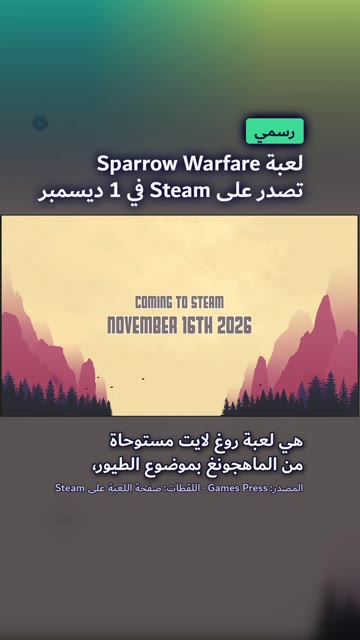 رسمي
لعبة Sparrow Warfare
تصدر على Steam في 1 ديسمبر
COMING TO STEAM
NOVEMBER 16TH 2026
هي لعبة روغ لايت مستوحاة
من الماهجونغ بموضوع الطيور،
المصدر: Games Press · اللقطات: صفحة اللعبة على Steam